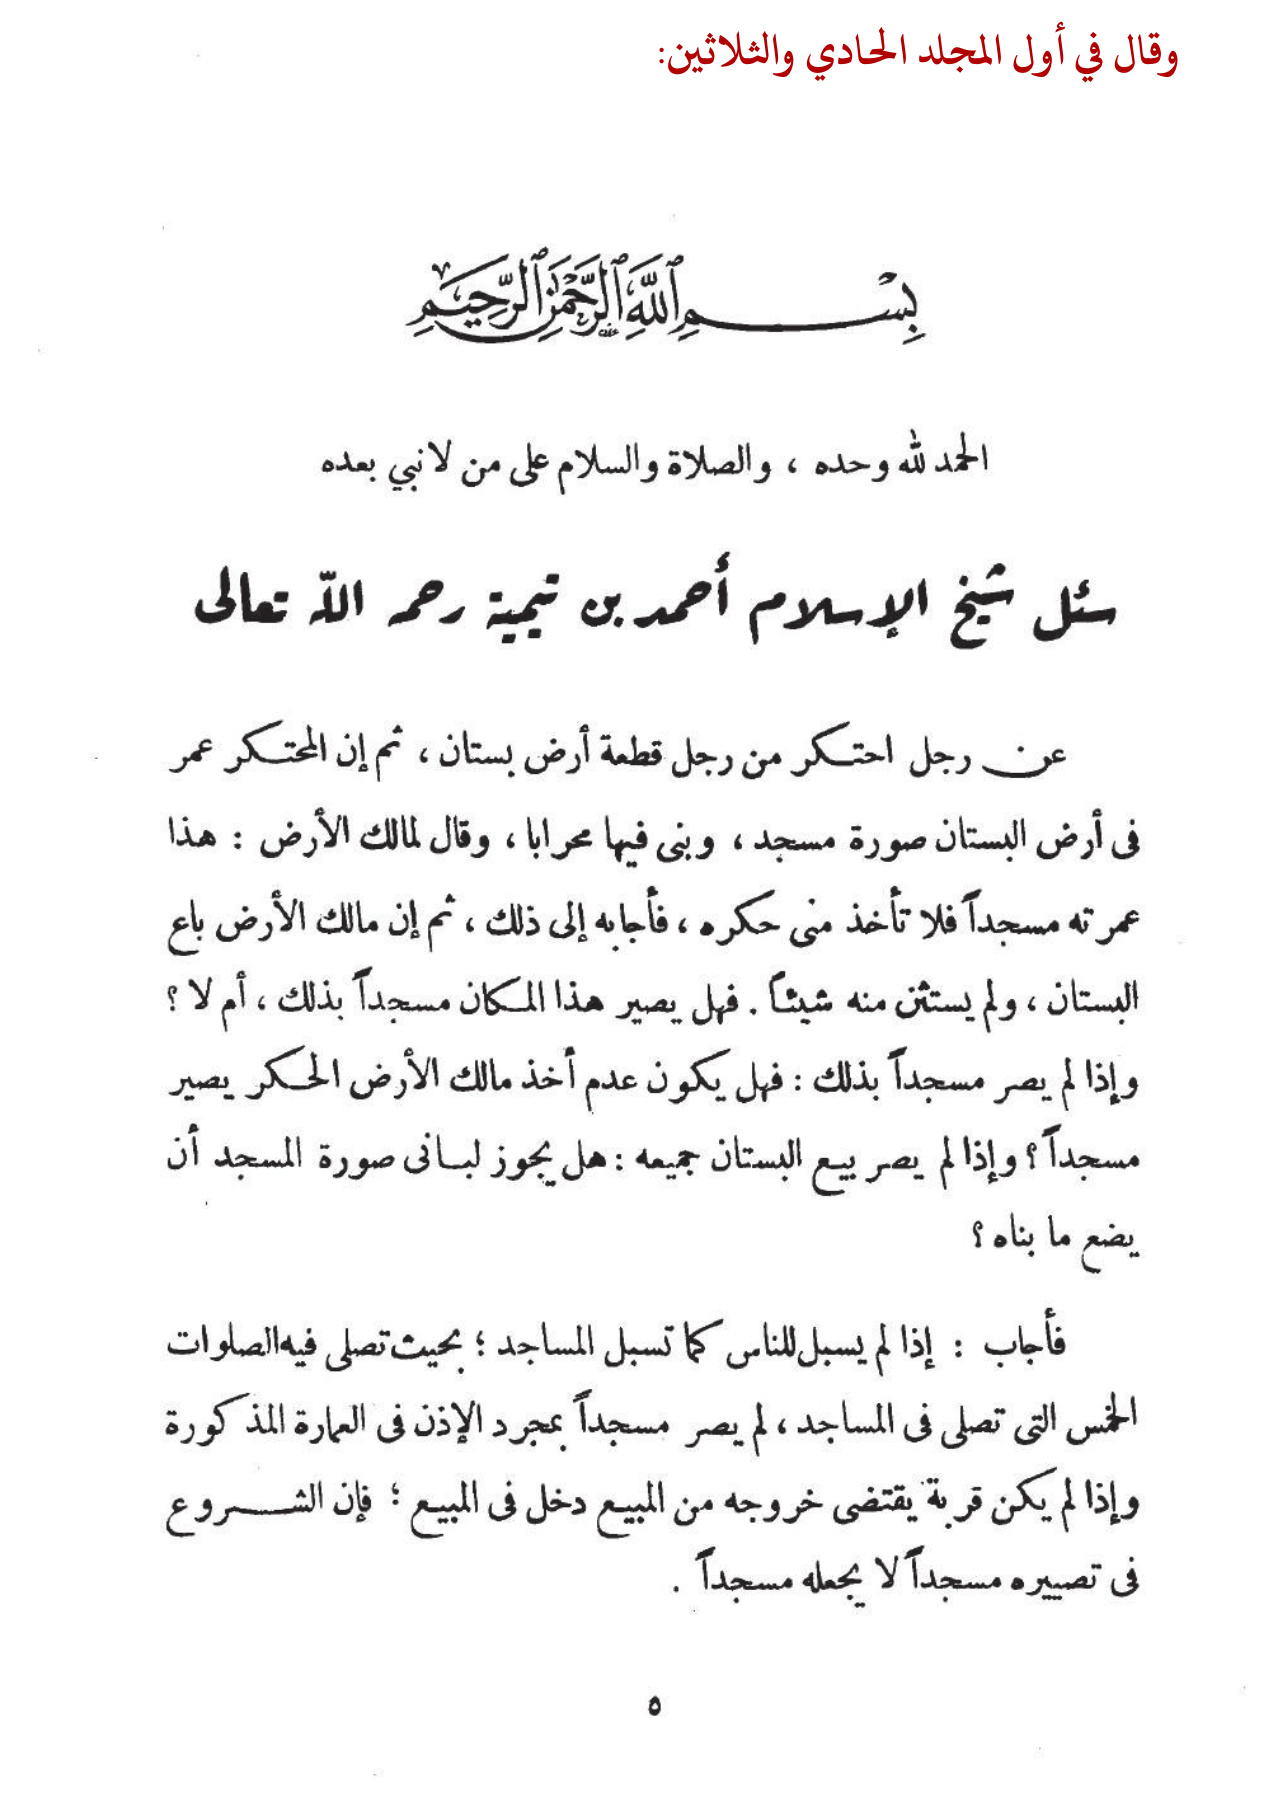 وقال في أول المجلد الحادي والثلاثين:
بِسْمِ اللَّهِ الرَّحْمَٰنِ الرَّحِيمِ
الحمد لله وحده ، والصلاة والسلام على من لا نبي بعده
سئل شيخ الإسلام أحمد بن تيمية رحمه اللّه تعالى
عن رجل احتكر من رجل قطعة أرض بستان ، ثم إن المحتكر عمر
فى أرض البستان صورة مسجد ، وبنى فيها محرابا ، وقال لمالك الأرض : هذا
عمرته مسجداً فلا تأخذ منى حكره ، فأجابه إلى ذلك ، ثم إن مالك الأرض باع
البستان ، ولم يستثن منه شيئاً . فهل يصير هذا المكان مسجداً بذلك ، أم لا ؟
وإذا لم يصر مسجداً بذلك : فهل يكون عدم أخذ مالك الأرض الحكر يصير
مسجداً ؟ وإذا لم يصر بيع البستان جميعه : هل يجوز لبانى صورة المسجد أن
يضع ما بناه ؟
فأجاب : إذا لم يسبل للناس كما تسبل المساجد ؛ بحيث تصلى فيه الصلوات
الخمس التى تصلى فى المساجد ، لم يصر مسجداً بمجرد الإذن فى العمارة المذكورة
وإذا لم يكن قربة يقتضى خروجه من المبيع دخل فى المبيع ؛ فإن الشروع
فى تصييره مسجداً لا يجعله مسجداً .
٥